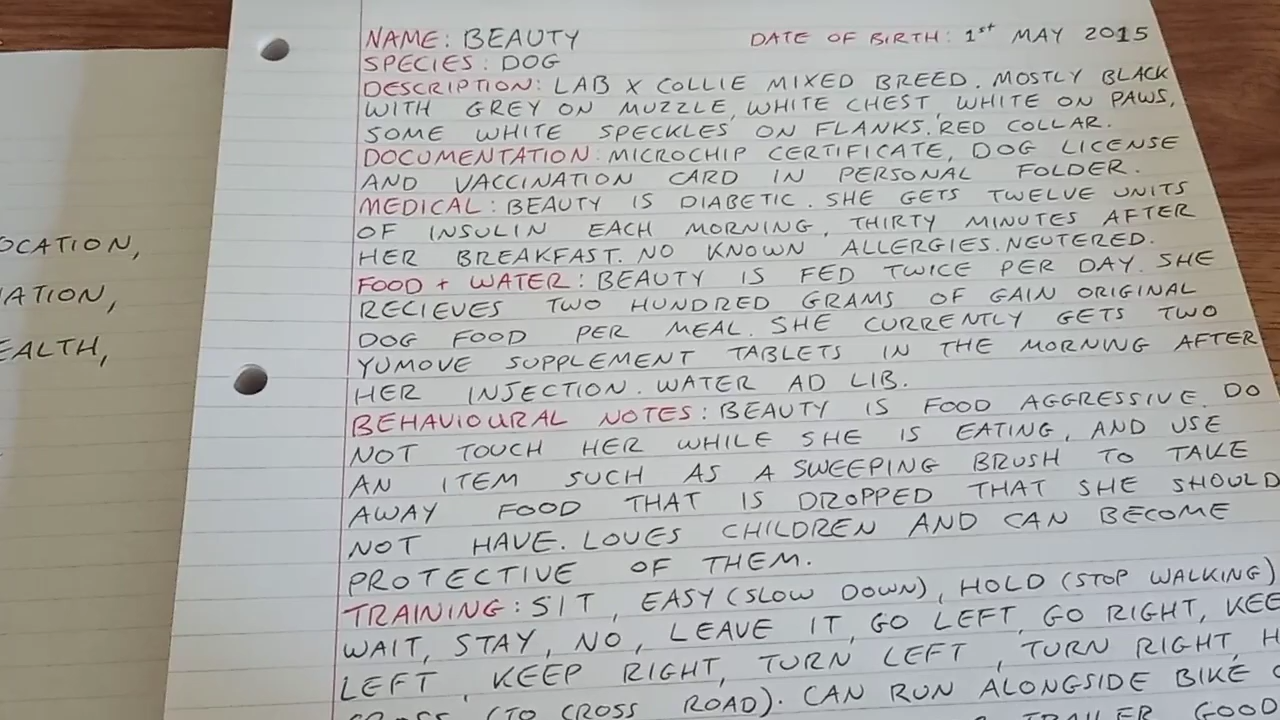 NAME: BEAUTY DATE OF BIRTH: 1st MAY 2015
SPECIES: DOG
DESCRIPTION: LAB X COLLIE MIXED BREED. MOSTLY BLACK
WITH GREY ON MUZZLE, WHITE CHEST, WHITE ON PAWS,
SOME WHITE SPECKLES ON FLANKS. RED COLLAR.
DOCUMENTATION: MICROCHIP CERTIFICATE, DOG LICENSE
AND VACCINATION CARD IN PERSONAL FOLDER.
MEDICAL: BEAUTY IS DIABETIC. SHE GETS TWELVE UNITS
OF INSULIN EACH MORNING, THIRTY MINUTES AFTER
HER BREAKFAST. NO KNOWN ALLERGIES. NEUTERED.
FOOD + WATER: BEAUTY IS FED TWICE PER DAY. SHE
RECIEVES TWO HUNDRED GRAMS OF GAIN ORIGINAL
DOG FOOD PER MEAL. SHE CURRENTLY GETS TWO
YUMOVE SUPPLEMENT TABLETS IN THE MORNING AFTER
HER INJECTION. WATER AD LIB.
BEHAVIOURAL NOTES: BEAUTY IS FOOD AGGRESSIVE. DO
NOT TOUCH HER WHILE SHE IS EATING, AND USE
AN ITEM SUCH AS A SWEEPING BRUSH TO TAKE
AWAY FOOD THAT IS DROPPED THAT SHE SHOULD
NOT HAVE. LOVES CHILDREN AND CAN BECOME
PROTECTIVE OF THEM.
TRAINING: SIT, EASY (SLOW DOWN), HOLD (STOP WALKING)
WAIT, STAY, NO, LEAVE IT, GO LEFT, GO RIGHT, KEE
LEFT, KEEP RIGHT, TURN LEFT, TURN RIGHT, H
(TO CROSS ROAD). CAN RUN ALONGSIDE BIKE
TRAILER GOOD
OCATION,
ATION,
EALTH,